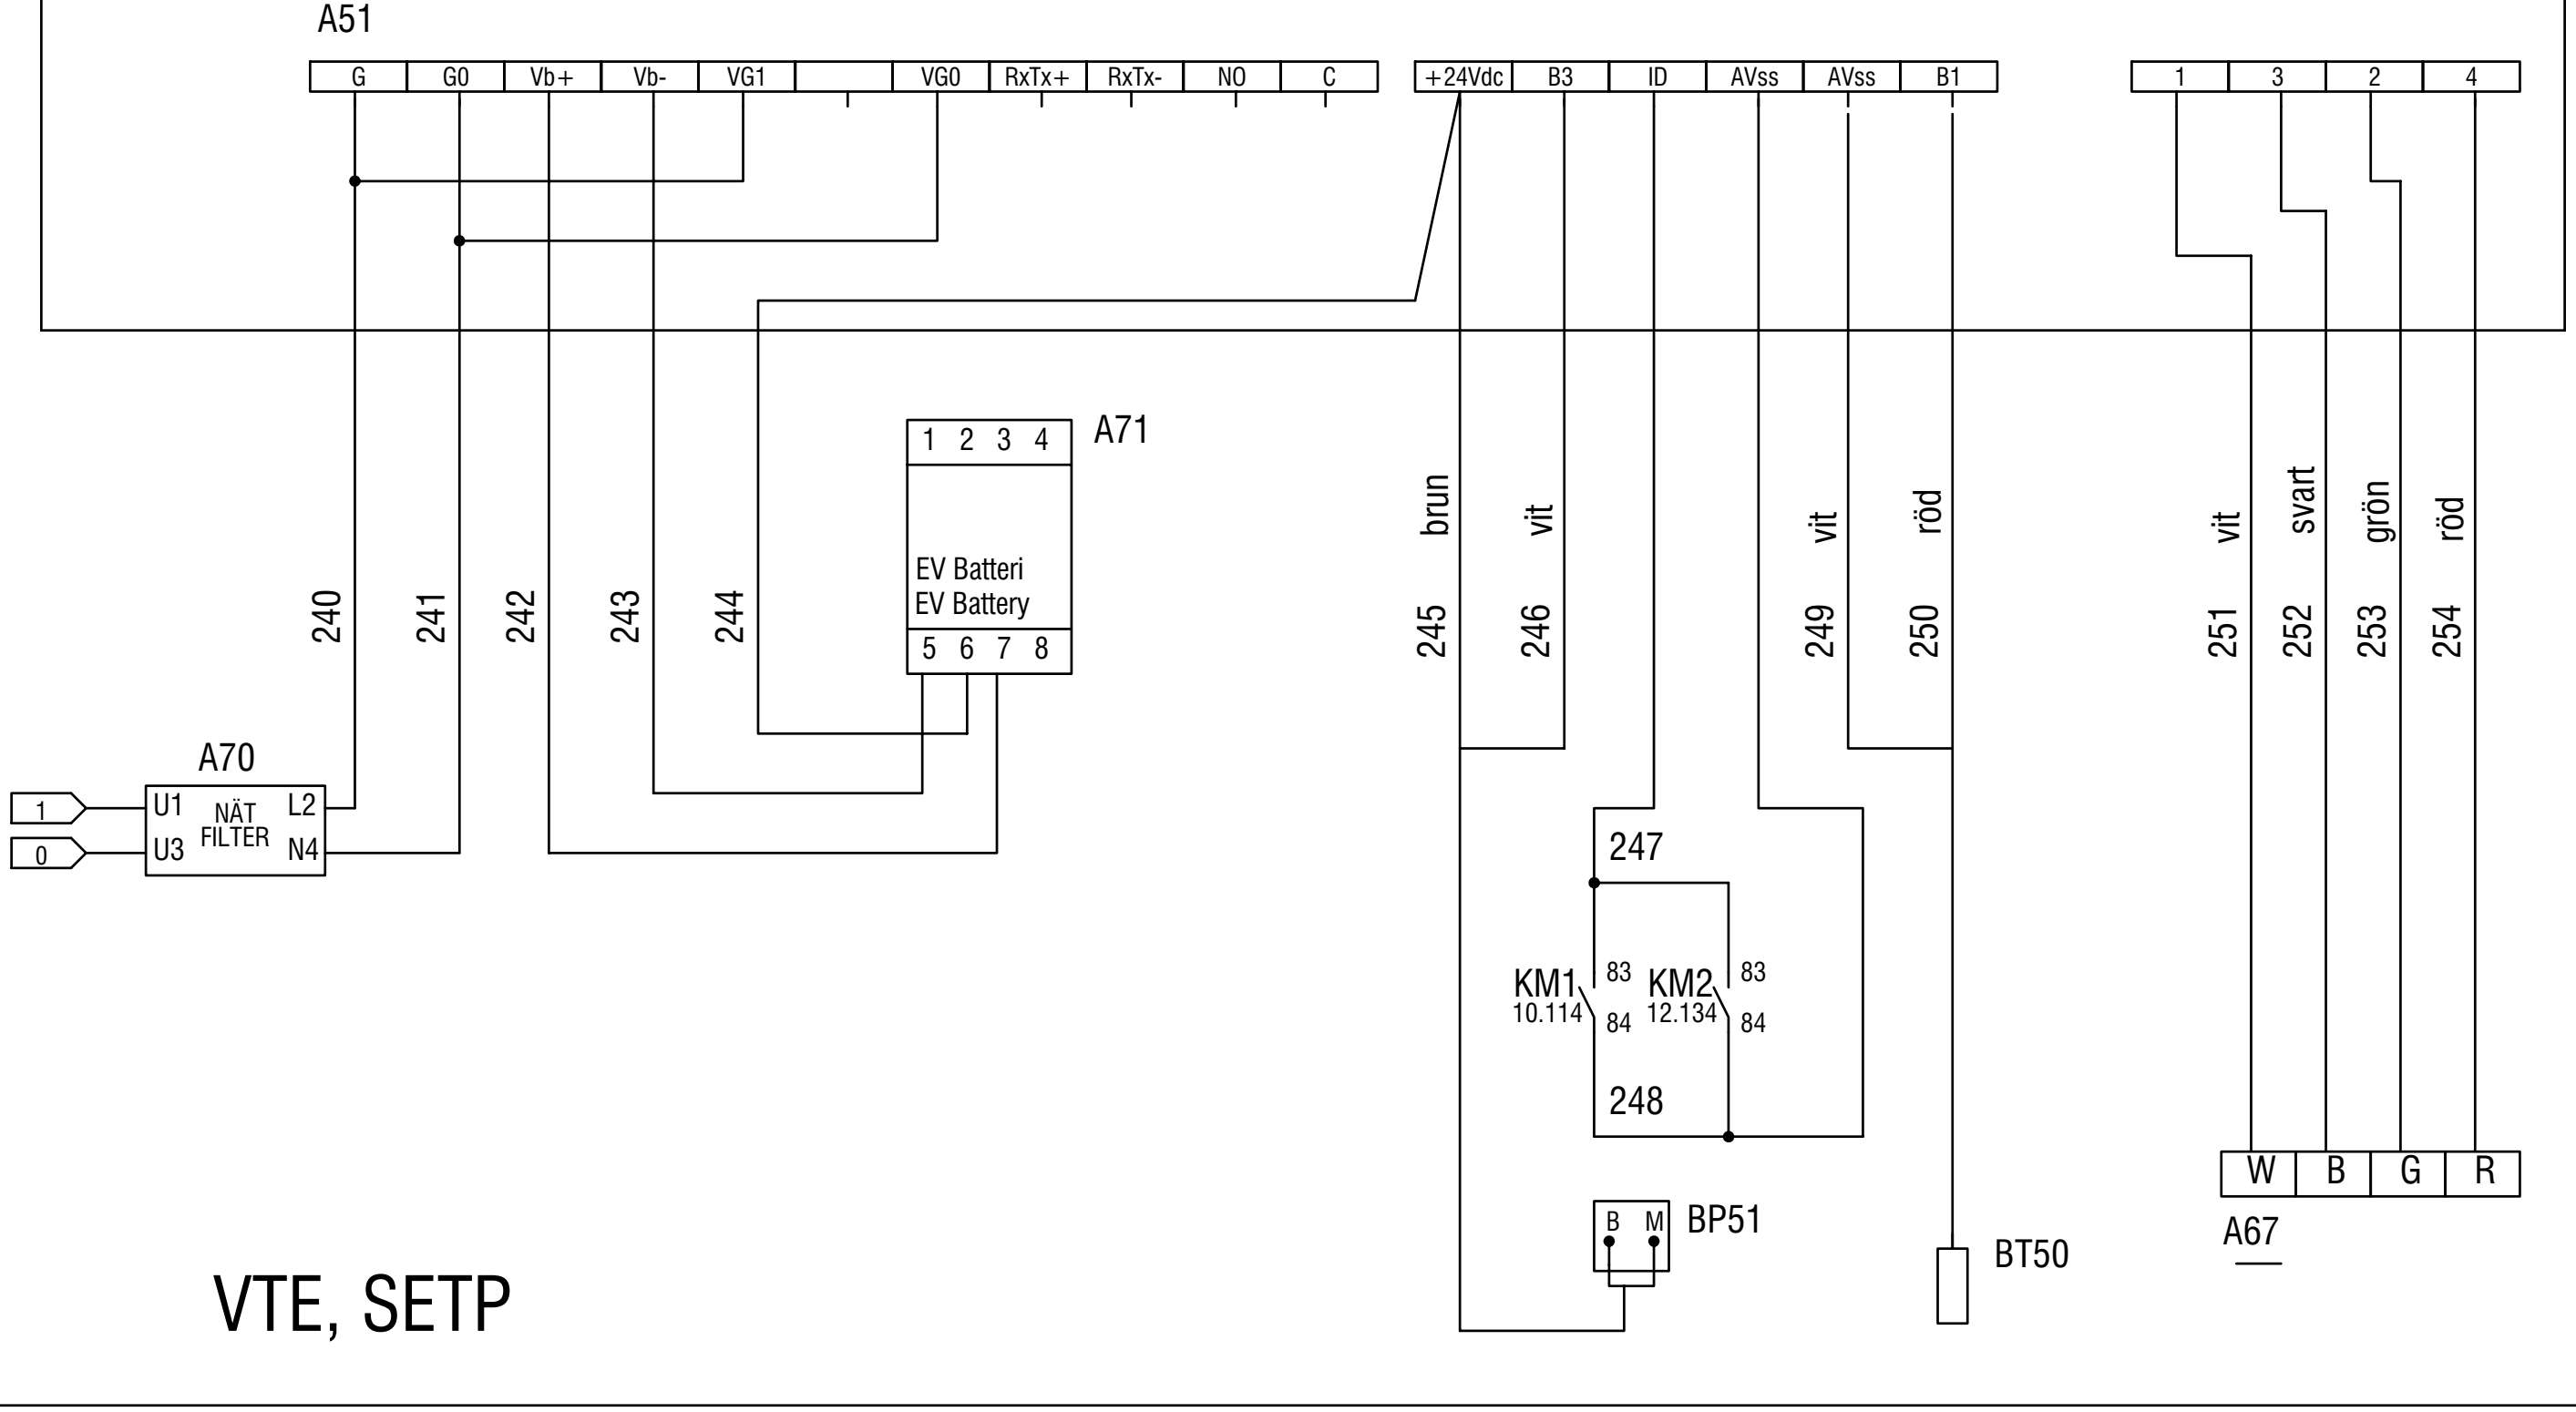 A51
G G0 Vb+ Vb- VG1 VG0 RxTx+ RxTx- NO C +24Vdc B3 ID AVss AVss B1 1 3 2 4
1 2 3 4 A71
EV Batteri
EV Battery
5 6 7 8
240 241 242 243 244
brun vit vit röd vit svart grön röd
245 246 249 250 251 252 253 254
A70
1 U1 NÄT L2
FILTER
0 U3 N4
247
KM1 83 KM2 83
10.114 84 12.134 84
248
W B G R
B M BP51
A67
BT50
VTE, SETP